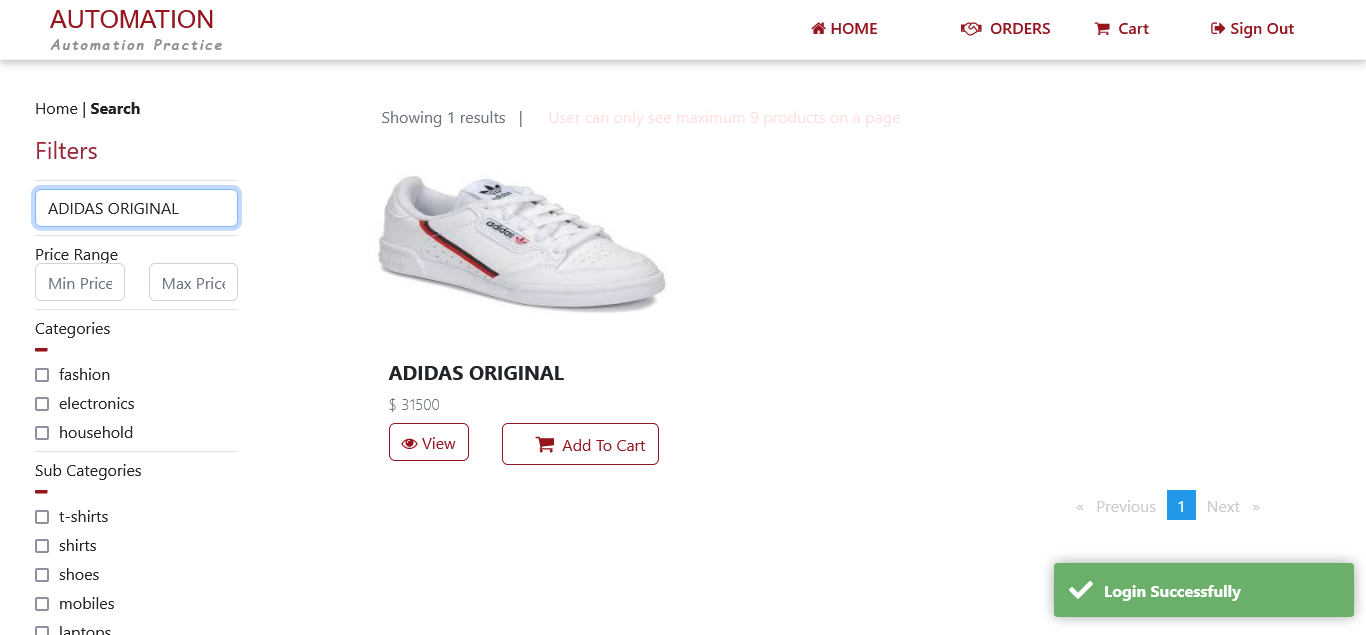 AUTOMATION
Automation Practice
HOME
ORDERS
Cart
Sign Out
Home | Search
Showing 1 results |
User can only see maximum 9 products on a page
Filters
ADIDAS ORIGINAL
Price Range
Min Price
Max Price
Categories
fashion
electronics
household
Sub Categories
t-shirts
shirts
shoes
mobiles
laptops
adidas
adidas
ADIDAS ORIGINAL
$ 31500
View
Add To Cart
« Previous 1 Next »
Login Successfully